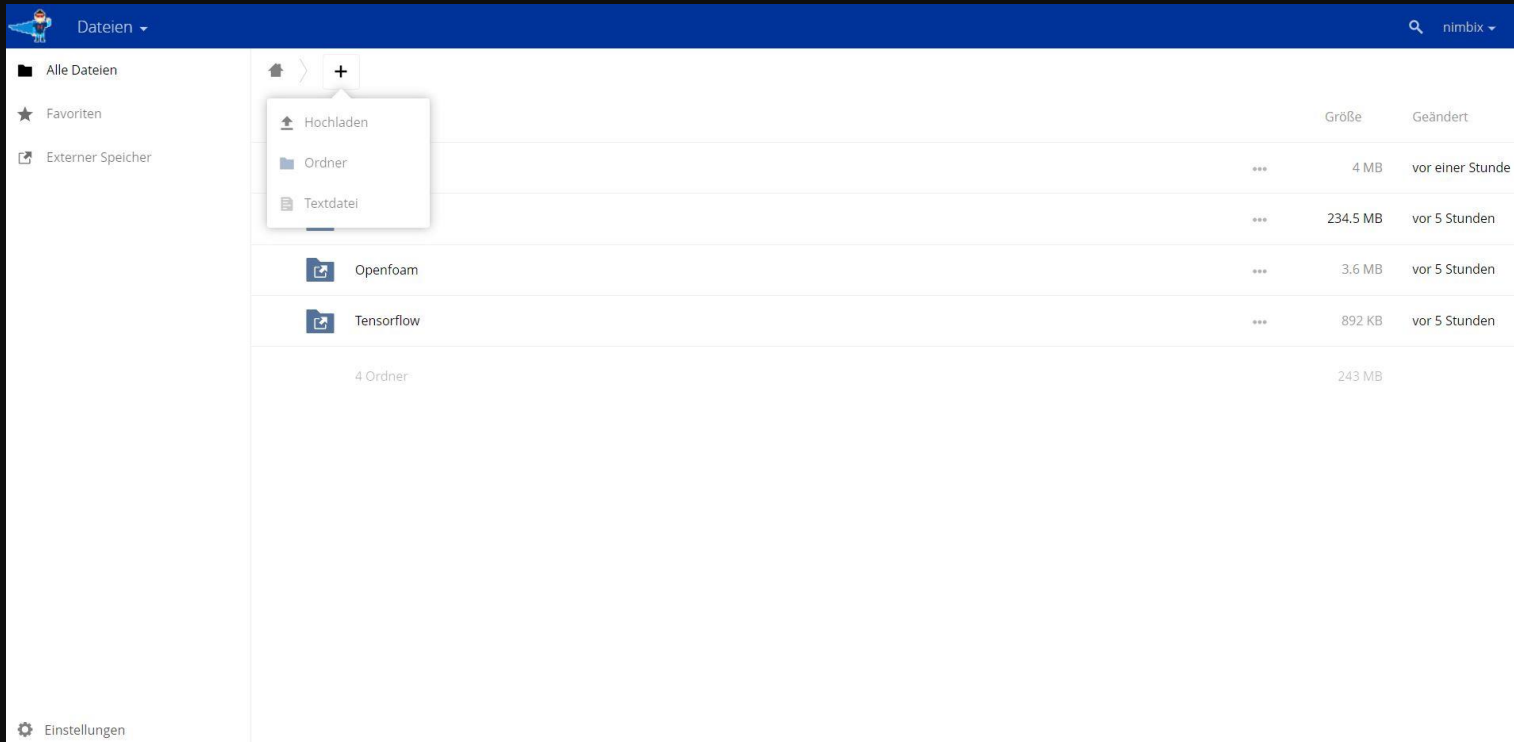 Dateien
nimbix
Alle Dateien
Favoriten
Externer Speicher
Hochladen
Ordner
Textdatei
Größe Geändert
4 MB vor einer Stunde
234.5 MB vor 5 Stunden
Openfoam 3.6 MB vor 5 Stunden
Tensorflow 892 KB vor 5 Stunden
4 Ordner 243 MB
Einstellungen